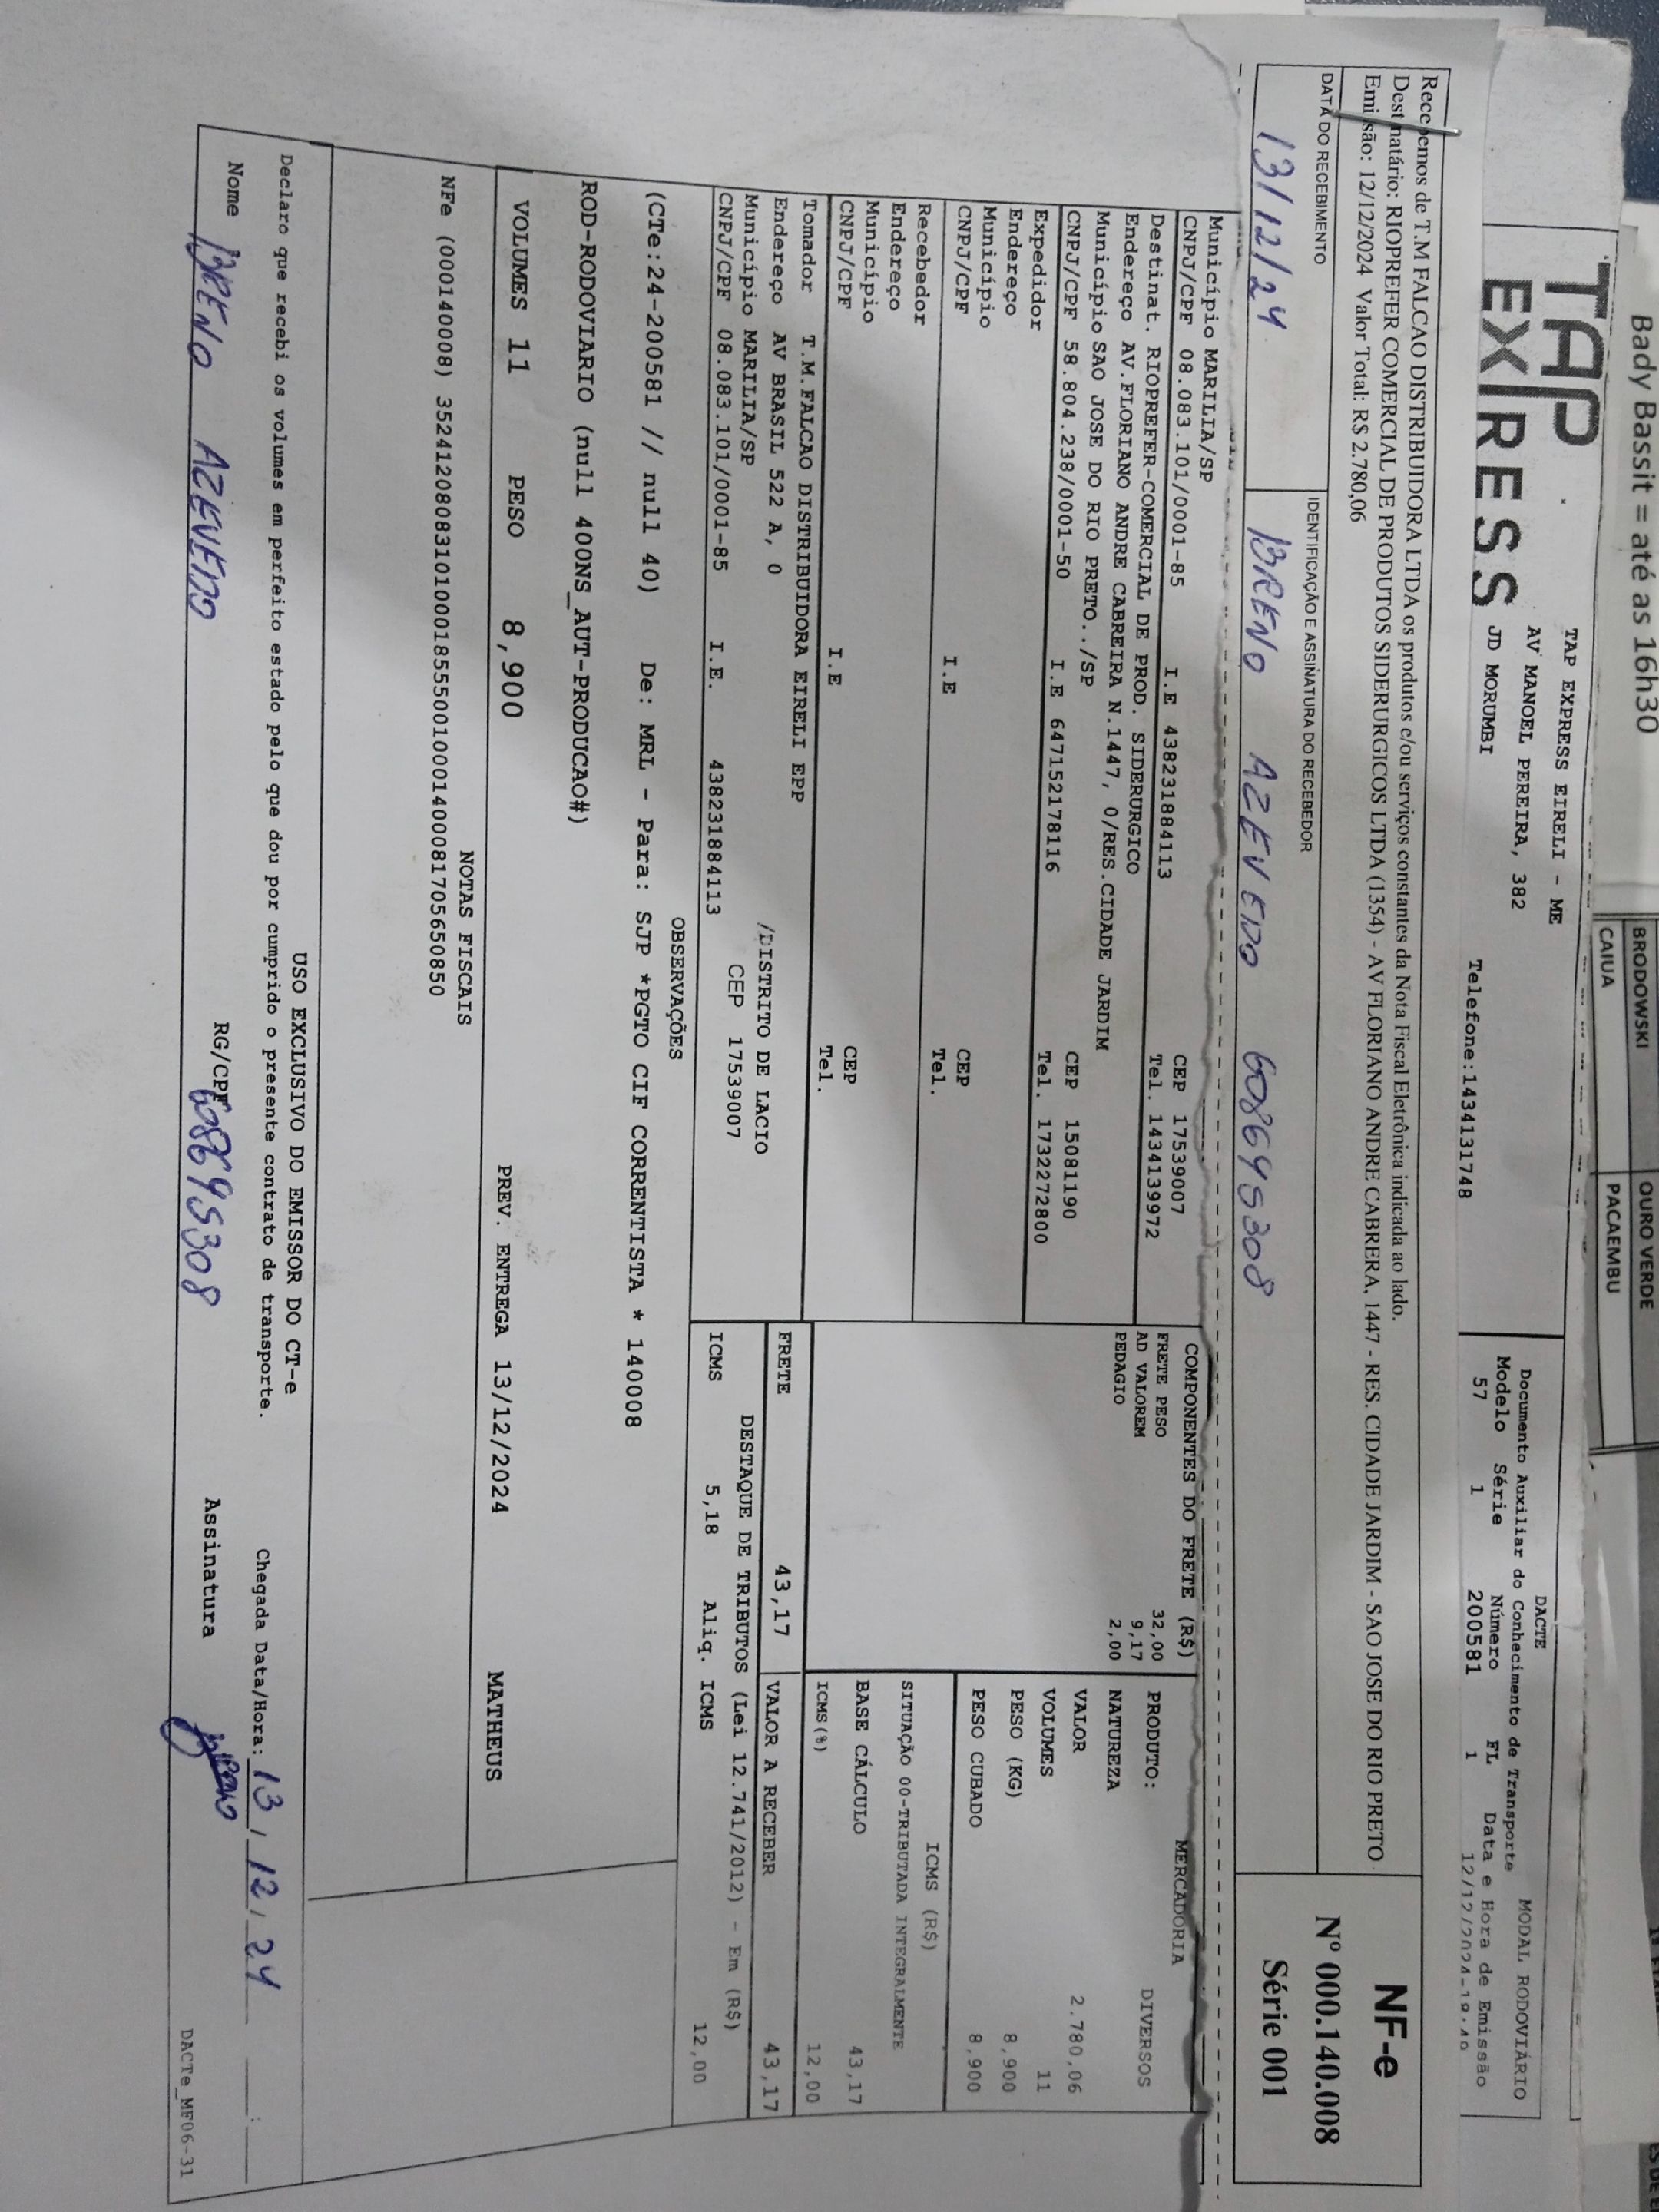 Bady Bassit = até as 16h30
BRODOWSKI OURO VERDE
CAIUA PACAEMBU
TAP EXPRESS
TAP EXPRESS EIRELI - ME
AV MANOEL PEREIRA, 382
JD MORUMBI
Telefone:1434131748
DACTE MODAL RODOVIÁRIO
Documento Auxiliar do Conhecimento de Transporte
Modelo Série Número FL Data e Hora de Emissão
57 1 200581 1 12/12/2024-
Recebemos de T.M FALCAO DISTRIBUIDORA LTDA os produtos e/ou serviços constantes da Nota Fiscal Eletrônica indicada ao lado.
Destinatário: RIOPREFER COMERCIAL DE PRODUTOS SIDERURGICOS LTDA (1354) - AV FLORIANO ANDRE CABRERA, 1447 - RES. CIDADE JARDIM - SAO JOSE DO RIO PRETO
Emissão: 12/12/2024 Valor Total: R$ 2.780,06
DATA DO RECEBIMENTO IDENTIFICAÇÃO E ASSINATURA DO RECEBEDOR
13/12/24 BRENO AZEVEDO 608695308
NF-e
Nº 000.140.008
Série 001
Município MARILIA/SP CEP 17539007
CNPJ/CPF 08.083.101/0001-85 I.E 438231884113 Tel. 1434139972
Destinat. RIOPREFER-COMERCIAL DE PROD. SIDERURGICO
Endereço AV.FLORIANO ANDRE CABREIRA N.1447, 0/RES.CIDADE JARDIM
Município SAO JOSE DO RIO PRETO../SP CEP 15081190
CNPJ/CPF 58.804.238/0001-50 I.E 647152178116 Tel. 1732272800
Expedidor
Endereço
Município CEP
CNPJ/CPF I.E Tel.
Recebedor
Endereço
Município CEP
CNPJ/CPF I.E Tel.
Tomador T.M.FALCAO DISTRIBUIDORA EIRELI EPP
Endereço AV BRASIL 522 A, 0 /DISTRITO DE LACIO
Município MARILIA/SP CEP 17539007
CNPJ/CPF 08.083.101/0001-85 I.E. 438231884113
COMPONENTES DO FRETE (R$)
FRETE PESO 32,00
AD VALOREM 9,17
PEDAGIO 2,00
MERCADORIA
PRODUTO: DIVERSOS
NATUREZA
VALOR 2.780,06
VOLUMES 11
PESO (KG) 8,900
PESO CUBADO 8,900
ICMS (R$)
SITUAÇÃO 00-TRIBUTADA INTEGRALMENTE
BASE CÁLCULO 43,17
ICMS(%) 12,00
FRETE 43,17 VALOR A RECEBER 43,17
DESTAQUE DE TRIBUTOS (Lei 12.741/2012) - Em (R$)
ICMS 5,18 Aliq. ICMS 12,00
OBSERVAÇÕES
(CTe:24-200581 // null 40) De: MRL - Para: SJP *PGTO CIF CORRENTISTA * 140008
ROD-RODOVIARIO (null 400NS_AUT-PRODUCAO#)
VOLUMES 11 PESO 8,900 PREV. ENTREGA 13/12/2024 MATHEUS
NOTAS FISCAIS
NFe (000140008) 35241208083101000185550010001400081705650850
USO EXCLUSIVO DO EMISSOR DO CT-e
Declaro que recebi os volumes em perfeito estado pelo que dou por cumprido o presente contrato de transporte. Chegada Data/Hora: 13/12/24 :
Nome BRENO AZEVEDO RG/CPF 608695308 Assinatura
DACTe_MF06-31